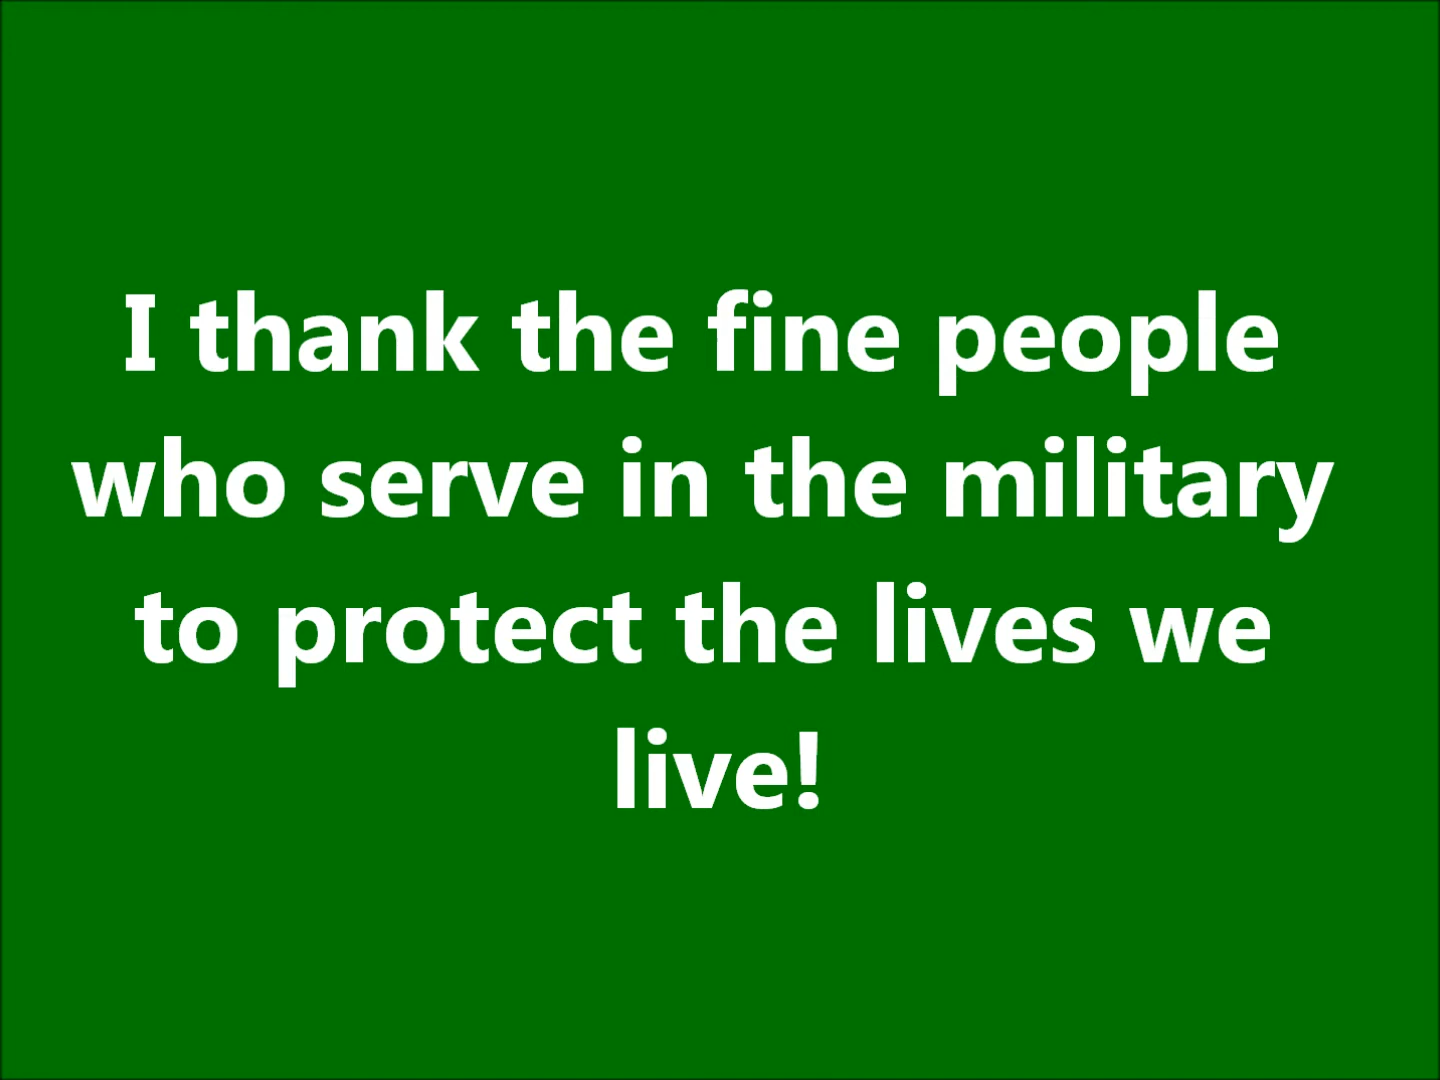 I thank the fine people
who serve in the military
to protect the lives we
live!